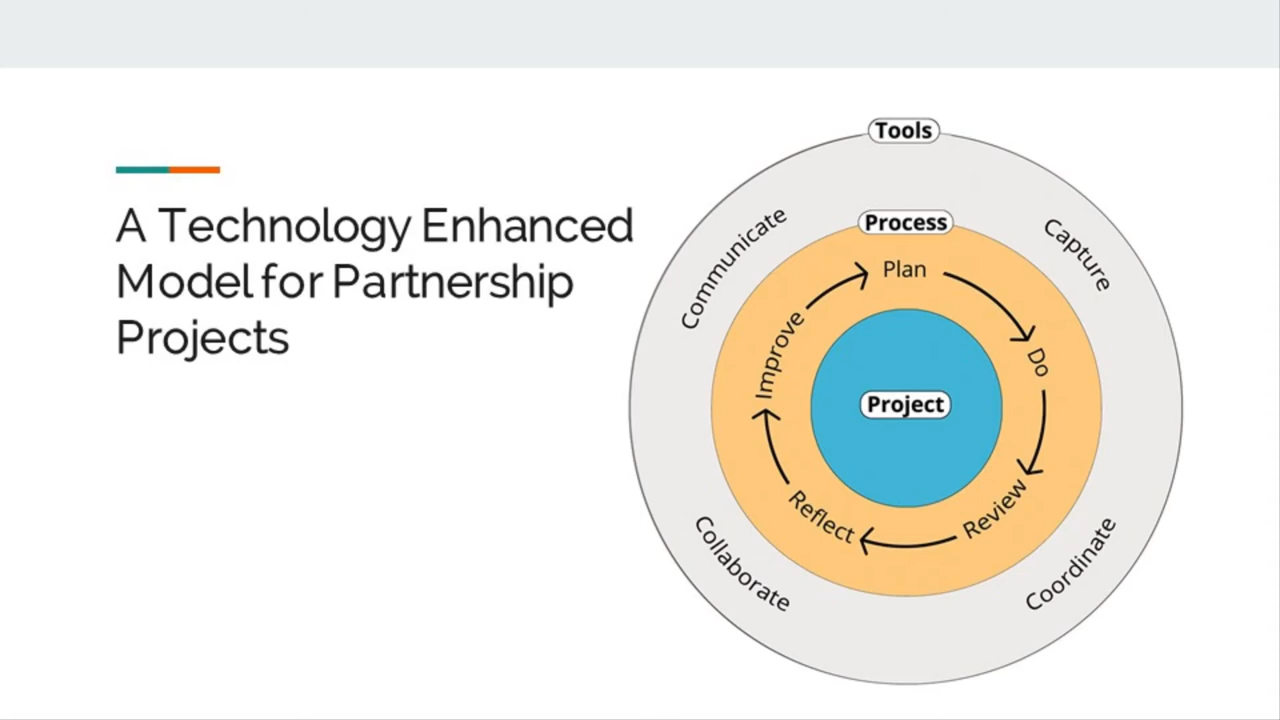 A Technology Enhanced
Model for Partnership
Projects
Tools
Communicate
Capture
Process
Plan
Do
Review
Reflect
Improve
Project
Collaborate
Coordinate